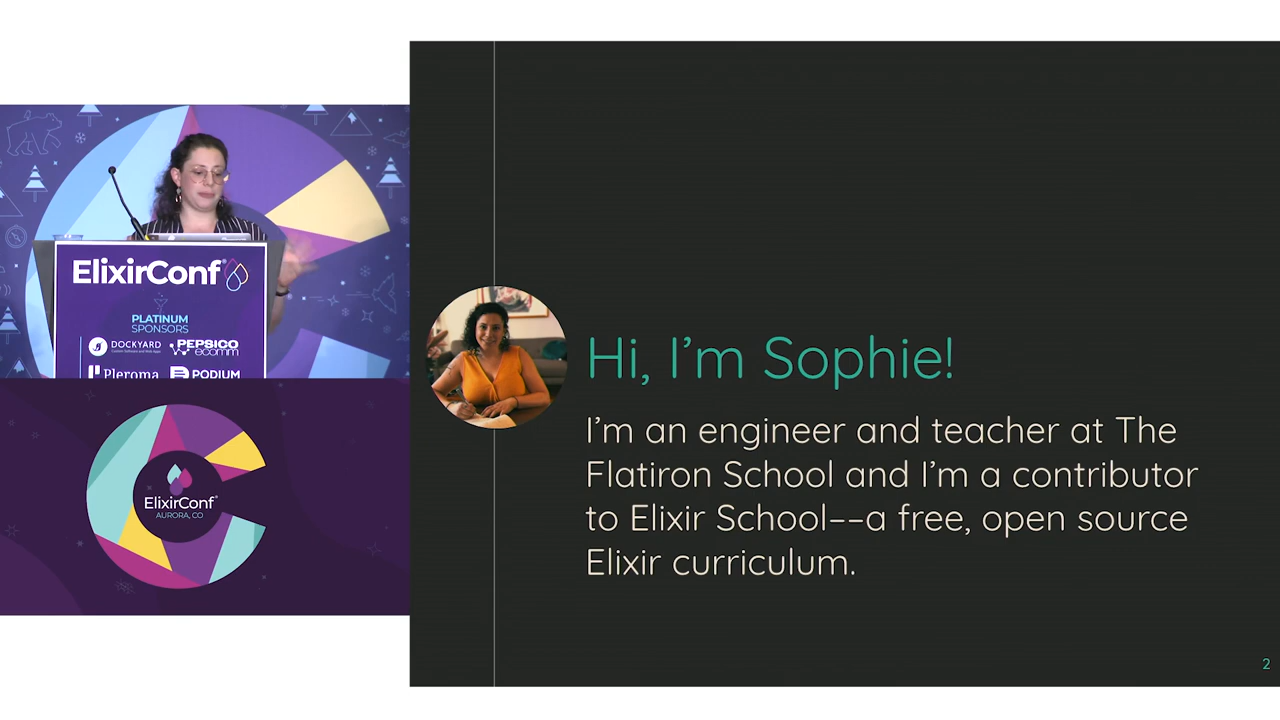 ElixirConf
PLATINUM
SPONSORS
DOCKYARD
PEPSICO
ecomm
Pleroma
PODIUM
ElixirConf
AURORA, CO
Hi, I’m Sophie!
I’m an engineer and teacher at The
Flatiron School and I’m a contributor
to Elixir School––a free, open source
Elixir curriculum.
2